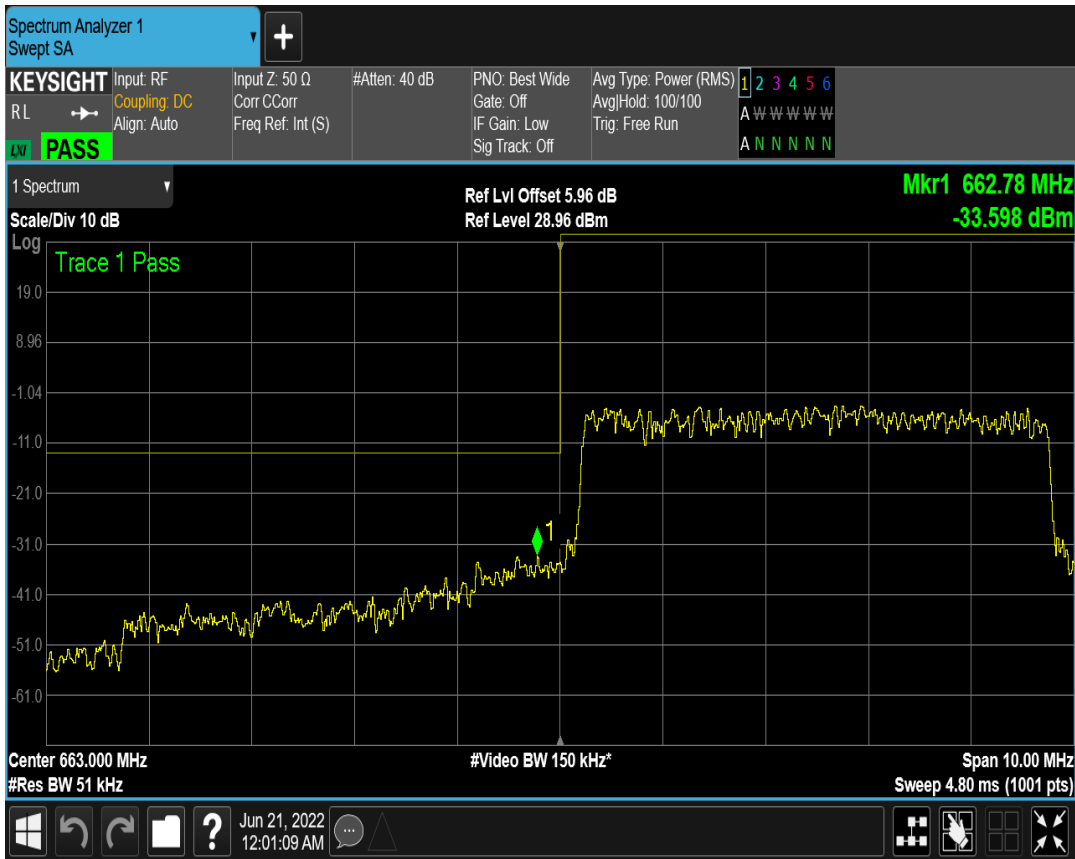 Spectrum Analyzer 1
Swept SA
KEYSIGHT
R L
LXI
PASS
Input: RF
Coupling: DC
Align: Auto
Input Z: 50 Ω
Corr CCorr
Freq Ref: Int (S)
#Atten: 40 dB
PNO: Best Wide
Gate: Off
IF Gain: Low
Sig Track: Off
Avg Type: Power (RMS)
Avg|Hold: 100/100
Trig: Free Run
1 2 3 4 5 6
A W W W W W
A N N N N N
1 Spectrum
Scale/Div 10 dB
Ref Lvl Offset 5.96 dB
Ref Level 28.96 dBm
Mkr1 662.78 MHz
-33.598 dBm
Log
Trace 1 Pass
19.0
8.96
-1.04
-11.0
-21.0
-31.0
-41.0
-51.0
-61.0
1
Center 663.000 MHz
#Res BW 51 kHz
#Video BW 150 kHz*
Span 10.00 MHz
Sweep 4.80 ms (1001 pts)
?
Jun 21, 2022
12:01:09 AM